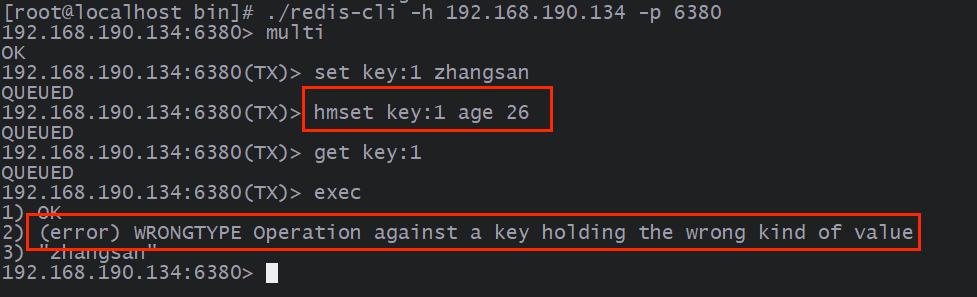 [root@localhost bin]# ./redis-cli -h 192.168.190.134 -p 6380
192.168.190.134:6380> multi
OK
192.168.190.134:6380(TX)> set key:1 zhangsan
QUEUED
192.168.190.134:6380(TX)> hmset key:1 age 26
QUEUED
192.168.190.134:6380(TX)> get key:1
QUEUED
192.168.190.134:6380(TX)> exec
1) OK
2) (error) WRONGTYPE Operation against a key holding the wrong kind of value
3) "zhangsan"
192.168.190.134:6380>